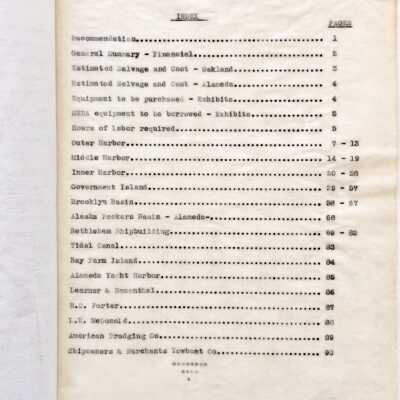 INDEX
PAGES
Recommendation 1
General Summary - Financial 2
Estimated Salvage and Cost - Oakland 3
Estimated Salvage and Cost - Alameda 4
Equipment to be purchased - Exhibits 4
equipment to be borrowed - Exhibits 5
Hours of labor required 5
Outer Harbor 7 - 13
Middle Harbor 14 - 19
Inner Harbor 20 - 28
Government Island 29 - 57
Brooklyn Basin 58 - 67
Alaska Packers Basin - Alameda- 68
Bethlehem Shipbuilding 69 - 82
Tidal Canal 83
Bay Farm Island 84
Alameda Yacht Harbor 85
Learner & Rosenthal 86
Porter 87
McDonald 88
American Dredging Co 89
Shipowners & Merchants Towboat Co 90